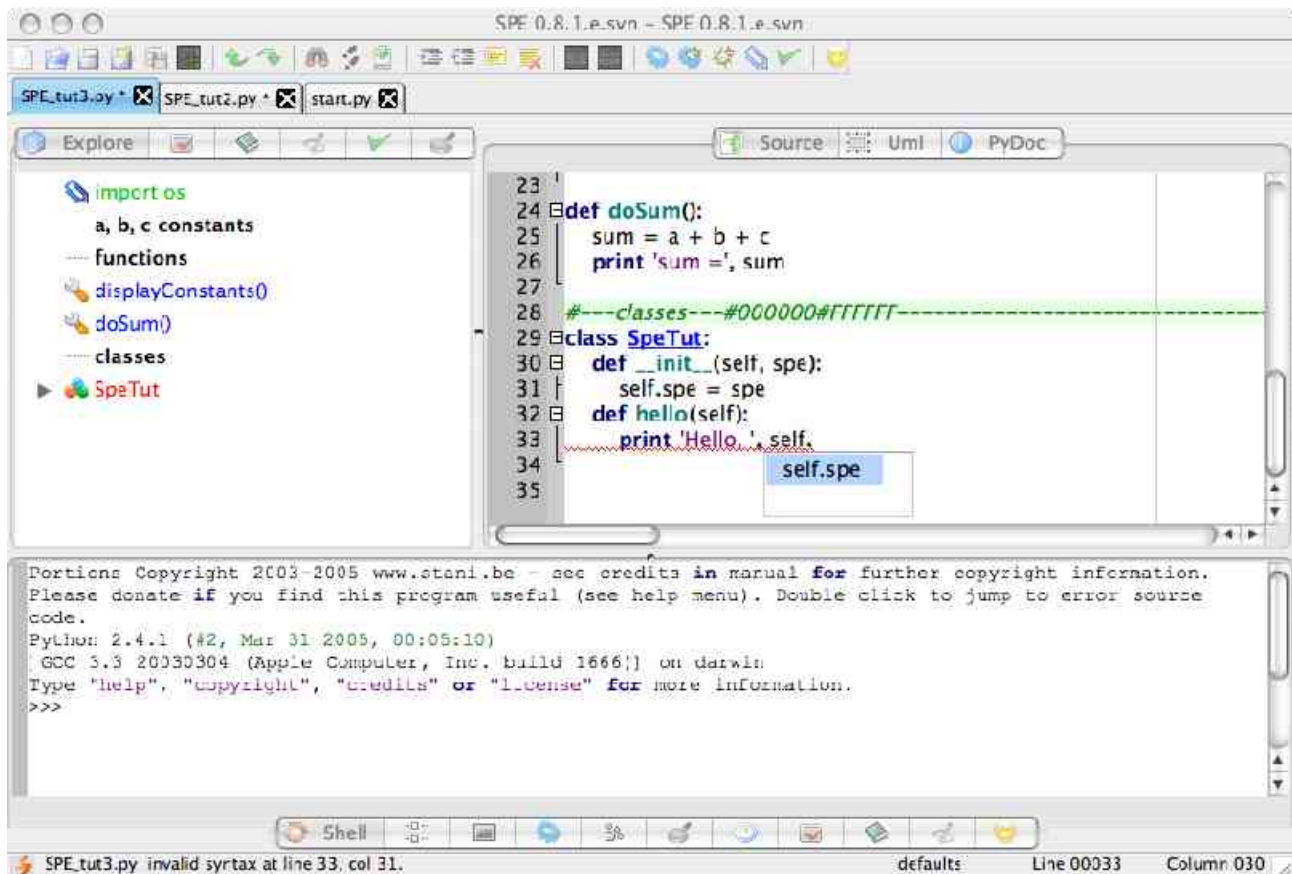 SPE 0.8.1.e.svn - SPE 0.8.1.e.svn
SPE_tut3.py * SPE_tut2.py * start.py
Explore
Source Uml PyDoc
import os
a, b, c constants
functions
displayConstants()
doSum()
classes
SpeTut
23
24 def doSum():
25 sum = a + b + c
26 print 'sum =', sum
27
28 #---classes---#000000#FFFFFF--------------------------------
29 class SpeTut:
30 def __init__(self, spe):
31 self.spe = spe
32 def hello(self):
33 print 'Hello, ', self.
34
self.spe
35
Portions Copyright 2003-2005 www.stani.be - see credits in manual for further copyright information.
Please donate if you find this program useful (see help menu). Double click to jump to error source
code.
Python 2.4.1 (#2, Mar 31 2005, 00:05:10)
[GCC 3.3 20030304 (Apple Computer, Inc. build 1666)] on darwin
Type "help", "copyright", "credits" or "license" for more information.
>>>
Shell
SPE_tut3.py invalid syntax at line 33, col 31. defaults Line 00033 Column 030